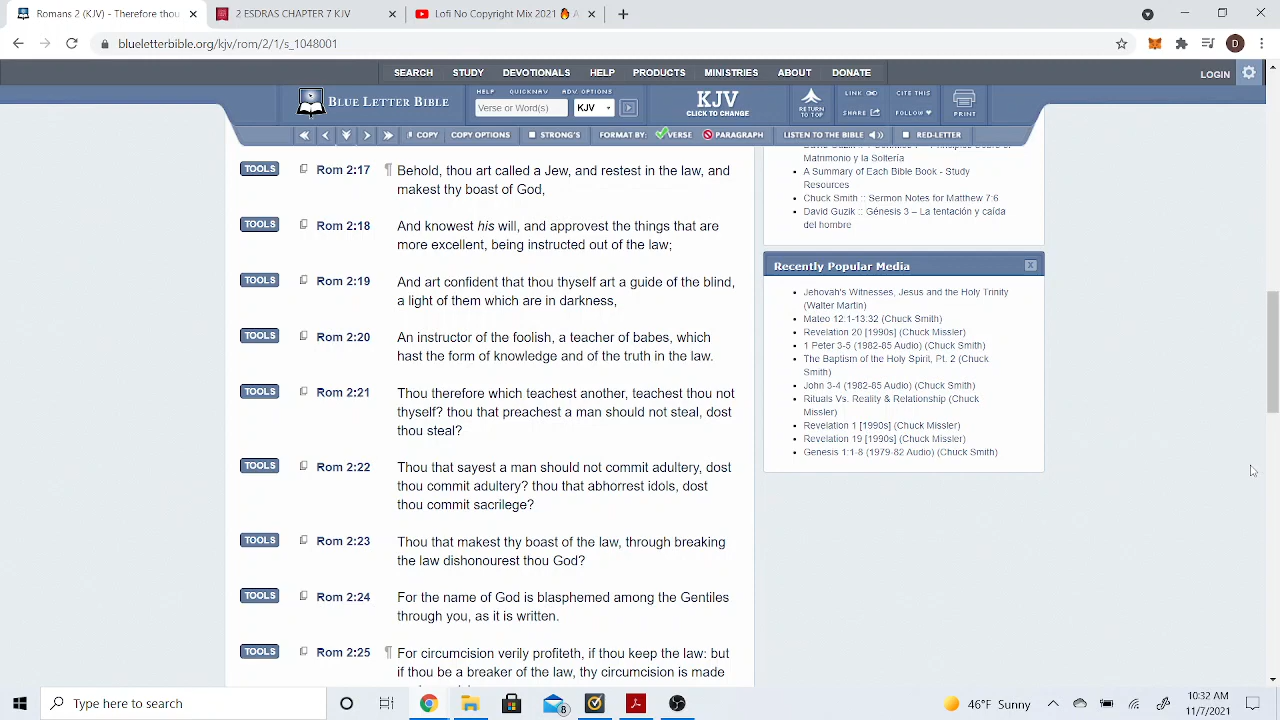 Romans 2 (KJV) - Therefore thou
2 ESDRAS CHAPTER 7 KJV
Lofi No Copyright Mix 2021
blueletterbible.org/kjv/rom/2/1/s_1048001
D
SEARCH STUDY DEVOTIONALS HELP PRODUCTS MINISTRIES ABOUT DONATE
LOGIN
BLUE LETTER BIBLE
HELP QUICKNAV ADV. OPTIONS
Verse or Word(s)
KJV
KJV
CLICK TO CHANGE
RETURN
TO TOP
LINK
CITE THIS
SHARE
FOLLOW
PRINT
COPY COPY OPTIONS STRONG'S FORMAT BY: VERSE PARAGRAPH LISTEN TO THE BIBLE RED-LETTER
TOOLS Rom 2:17 ¶ Behold, thou art called a Jew, and restest in the law, and
makest thy boast of God,
TOOLS Rom 2:18 And knowest his will, and approvest the things that are
more excellent, being instructed out of the law;
TOOLS Rom 2:19 And art confident that thou thyself art a guide of the blind,
a light of them which are in darkness,
TOOLS Rom 2:20 An instructor of the foolish, a teacher of babes, which
hast the form of knowledge and of the truth in the law.
TOOLS Rom 2:21 Thou therefore which teachest another, teachest thou not
thyself? thou that preachest a man should not steal, dost
thou steal?
TOOLS Rom 2:22 Thou that sayest a man should not commit adultery, dost
thou commit adultery? thou that abhorrest idols, dost
thou commit sacrilege?
TOOLS Rom 2:23 Thou that makest thy boast of the law, through breaking
the law dishonourest thou God?
TOOLS Rom 2:24 For the name of God is blasphemed among the Gentiles
through you, as it is written.
TOOLS Rom 2:25 ¶ For circumcision verily profiteth, if thou keep the law: but
if thou be a breaker of the law, thy circumcision is made
Matrimonio y la Soltería
A Summary of Each Bible Book - Study
Resources
Chuck Smith :: Sermon Notes for Matthew 7:6
David Guzik :: Génesis 3 – La tentación y caída
del hombre
Recently Popular Media
Jehovah's Witnesses, Jesus and the Holy Trinity
(Walter Martin)
Mateo 12:1-13:32 (Chuck Smith)
Revelation 20 [1990s] (Chuck Missler)
1 Peter 3-5 (1982-85 Audio) (Chuck Smith)
The Baptism of the Holy Spirit, Pt. 2 (Chuck
Smith)
John 3-4 (1982-85 Audio) (Chuck Smith)
Rituals Vs. Reality & Relationship (Chuck
Missler)
Revelation 1 [1990s] (Chuck Missler)
Revelation 19 [1990s] (Chuck Missler)
Genesis 1:1-8 (1979-82 Audio) (Chuck Smith)
Type here to search
8
46°F Sunny
10:32 AM
11/7/2021